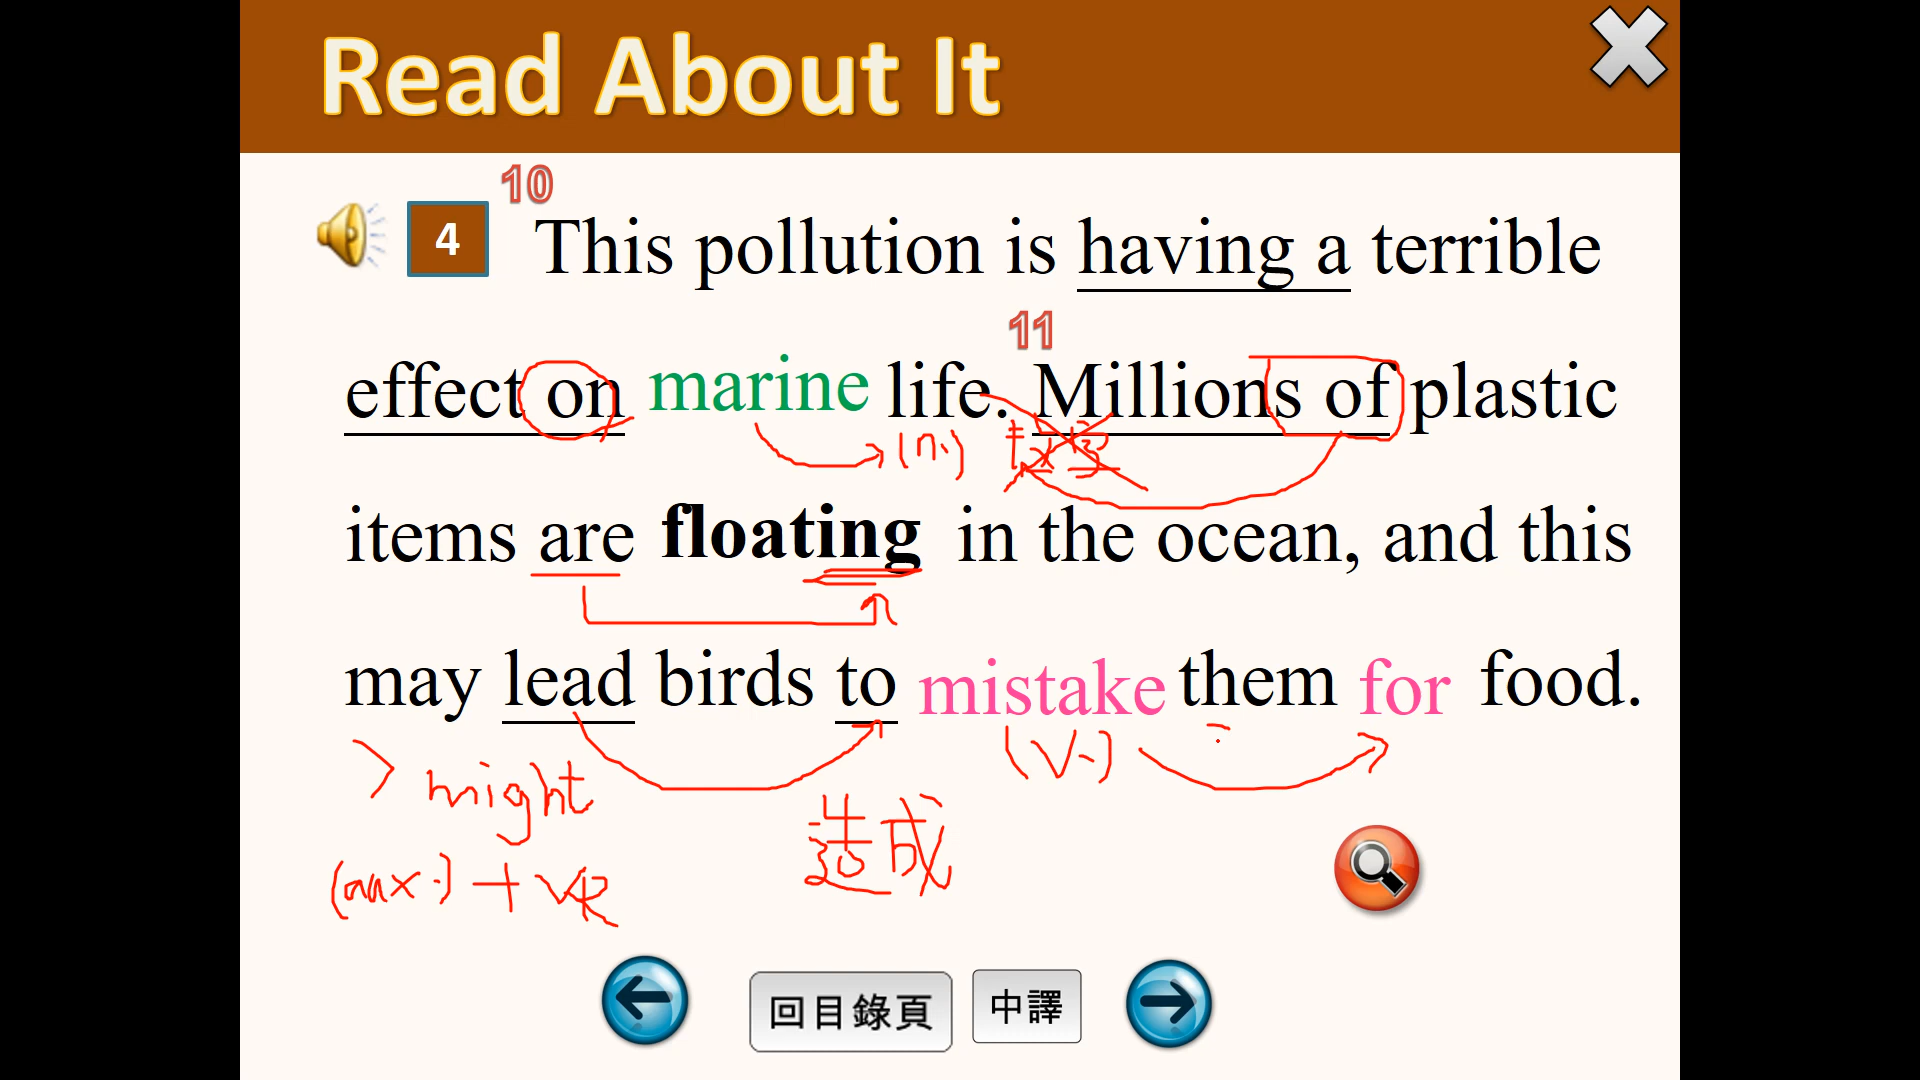 Read About It
10
4 This pollution is having a terrible
11
effect on marine life. Millions of plastic
(n.)
items are floating in the ocean, and this
may lead birds to mistake them for food.
(V.)
> might
造成
(aux.) + VR
回目錄頁 中譯